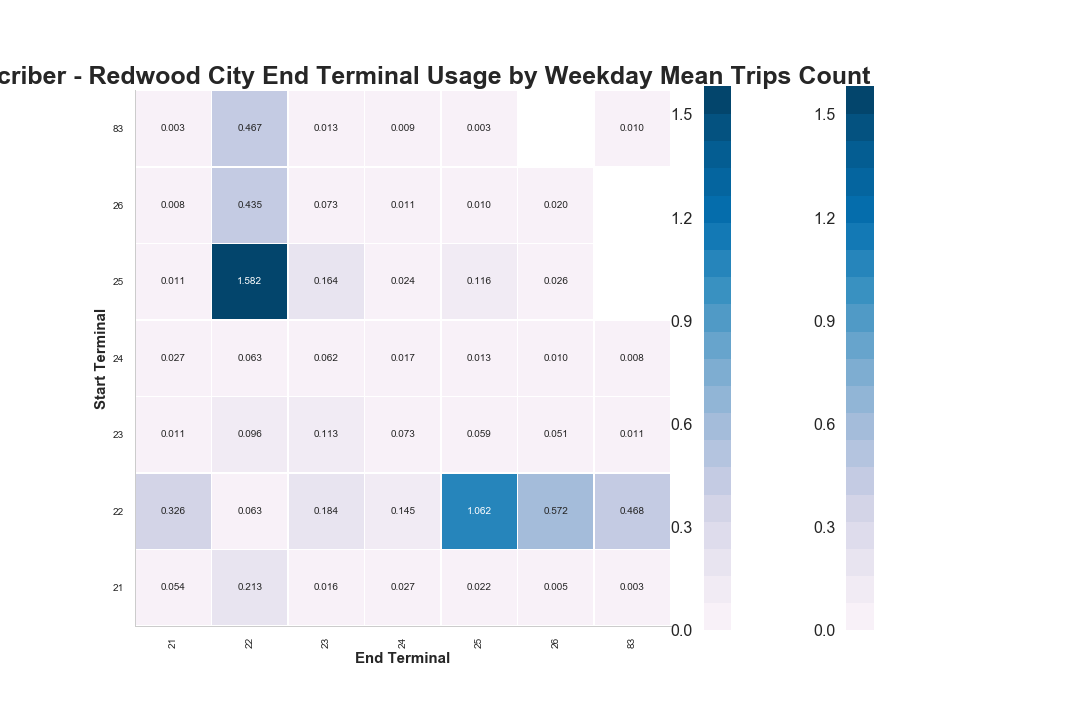 criber - Redwood City End Terminal Usage by Weekday Mean Trips Count
83 0.003 0.467 0.013 0.009 0.003 0.010
26 0.008 0.435 0.073 0.011 0.010 0.020
25 0.011 1.582 0.164 0.024 0.116 0.026
24 0.027 0.063 0.062 0.017 0.013 0.010 0.008
23 0.011 0.096 0.113 0.073 0.059 0.051 0.011
22 0.326 0.063 0.184 0.145 1.062 0.572 0.468
21 0.054 0.213 0.016 0.027 0.022 0.005 0.003
21 22 23 24 25 26 83
Start Terminal
End Terminal
1.5
1.2
0.9
0.6
0.3
0.0
1.5
1.2
0.9
0.6
0.3
0.0